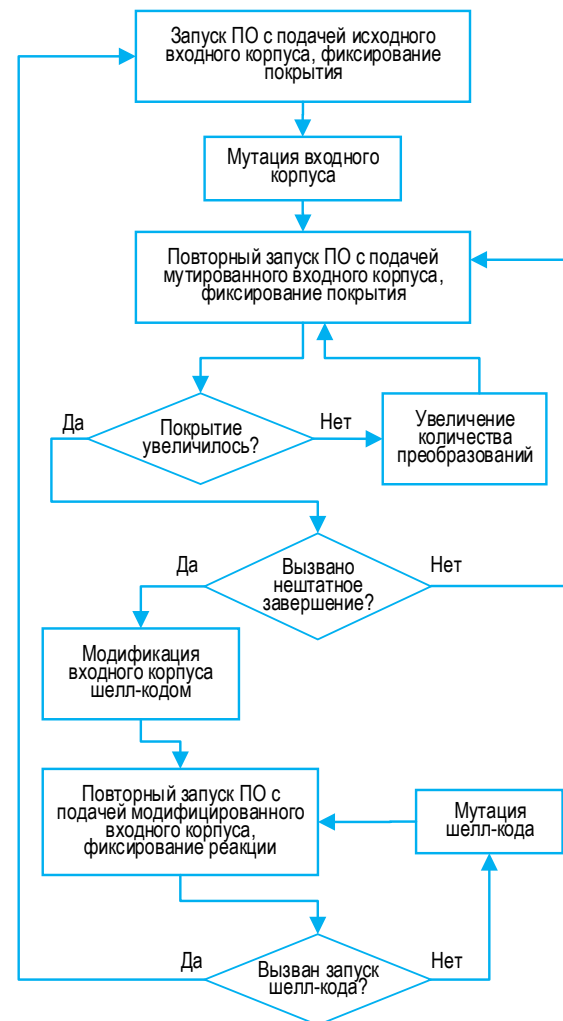 Запуск ПО с подачей исходного
входного корпуса, фиксирование
покрытия
Мутация входного
корпуса
Повторный запуск ПО с подачей
мутированного входного корпуса,
фиксирование покрытия
Да
Покрытие
увеличилось?
Нет
Увеличение
количества
преобразований
Да
Вызвано
нештатное
завершение?
Нет
Модификация
входного корпуса
шелл-кодом
Повторный запуск ПО с
подачей модифицированного
входного корпуса,
фиксирование реакции
Мутация
шелл-кода
Да
Вызван запуск
шелл-кода?
Нет